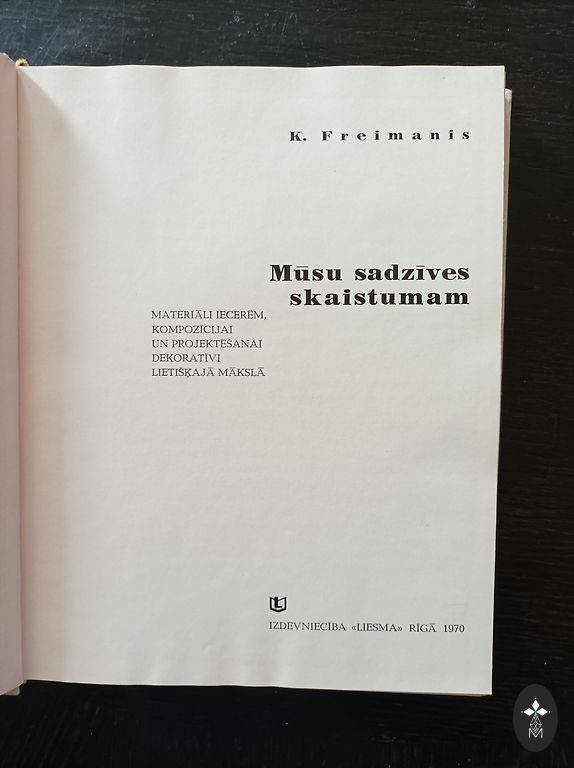 K. Freimanis
Mūsu sadzīves
skaistumam
MATERIĀLI IECERĒM,
KOMPOZĪCIJAI
UN PROJEKTĒŠANAI
DEKORATĪVI
LIETIŠĶAJĀ MĀKSLĀ
IZDEVNIECĪBA «LIESMA» RĪGĀ 1970
M